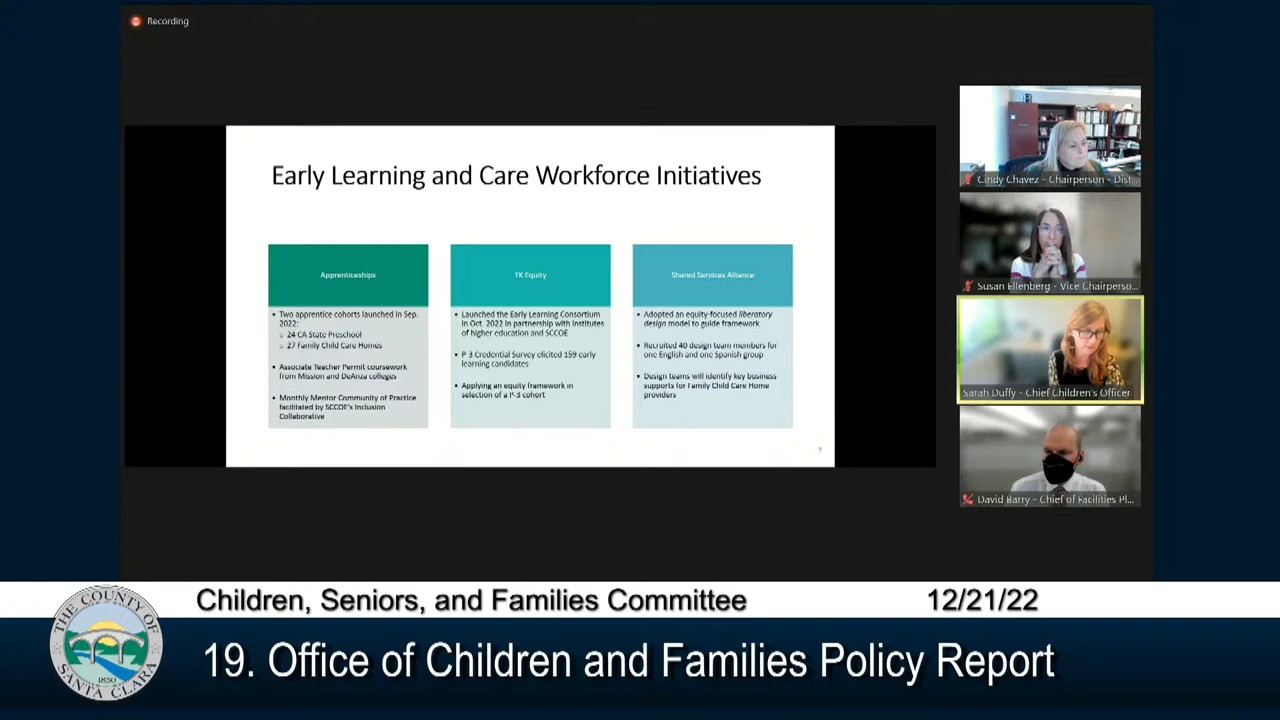 Recording
Early Learning and Care Workforce Initiatives
Apprenticeships
• Two apprentice cohorts launched in Sep.
2022:
o 24 CA State Preschool
o 27 Family Child Care Homes
• Associate Teacher Permit coursework
from Mission and DeAnza colleges
• Monthly Mentor Community of Practice
facilitated by SCCOE's Inclusion
Collaborative
TK Equity
• Launched the Early Learning Consortium
in Oct. 2022 in partnership with institutes
of higher education and SCCOE
• P-3 Credential Survey elicited 159 early
learning candidates
• Applying an equity framework in
selection of a P-3 cohort
Shared Services Alliance
• Adopted an equity-focused liberatory
design model to guide framework
• Recruited 40 design team members for
one English and one Spanish group
• Design teams will identify key business
supports for Family Child Care Home
providers
Cindy Chavez - Chairperson - Dist...
Susan Ellenberg - Vice Chairperso...
Sarah Duffy - Chief Children's Officer
David Barry - Chief of Facilities Pl...
THE COUNTY OF
SANTA CLARA
1850
Children, Seniors, and Families Committee
12/21/22
19. Office of Children and Families Policy Report